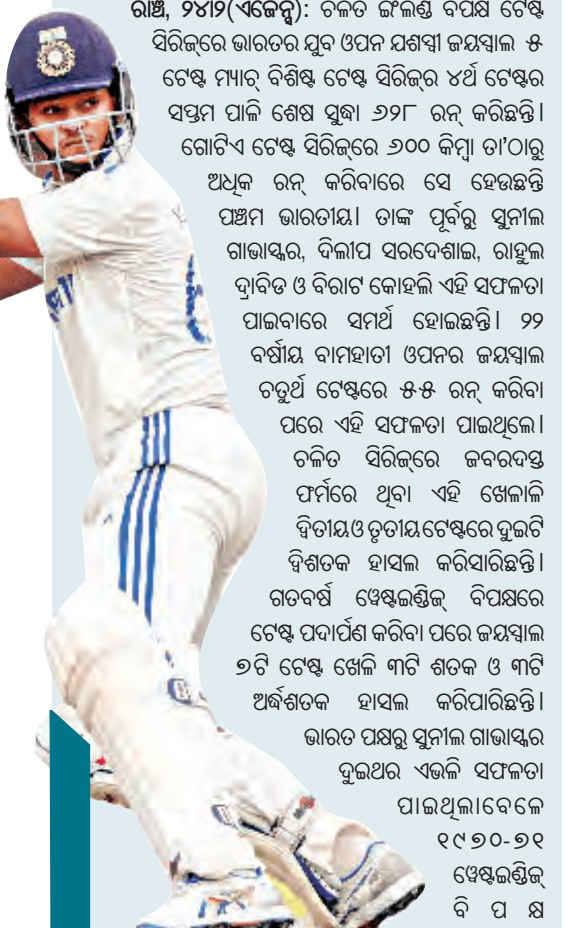 ରାଞ୍ଚି, ୨୪।୨(ଏଜେନ୍ସି): ଚଳିତ ଇଂଲଣ୍ଡ ବିପକ୍ଷ ଟେଷ୍ଟ
ସିରିଜ୍‌ରେ ଭାରତର ଯୁବ ଓପନ ଯଶସ୍ୱୀ ଜୟସ୍ୱାଲ ୫
ଟେଷ୍ଟ ମ୍ୟାଚ୍ ବିଶିଷ୍ଟ ଟେଷ୍ଟ ସିରିଜ୍‌ର ୪ର୍ଥ ଟେଷ୍ଟର
ସପ୍ତମ ପାଳି ଶେଷ ସୁଦ୍ଧା ୬୨୮ ରନ୍ କରିଛନ୍ତି।
ଗୋଟିଏ ଟେଷ୍ଟ ସିରିଜ୍‌ରେ ୬୦୦ କିମ୍ବା ତା'ଠାରୁ
ଅଧିକ ରନ୍ କରିବାରେ ସେ ହେଉଛନ୍ତି
ପଞ୍ଚମ ଭାରତୀୟ। ତାଙ୍କ ପୂର୍ବରୁ ସୁନୀଲ
ଗାଭାସ୍କର, ଦିଲୀପ ସରଦେଶାଇ, ରାହୁଲ
ଦ୍ରାବିଡ ଓ ବିରାଟ କୋହଲି ଏହି ସଫଳତା
ପାଇବାରେ ସମର୍ଥ ହୋଇଛନ୍ତି। ୨୨
ବର୍ଷୀୟ ବାମହାତୀ ଓପନର ଜୟସ୍ୱାଲ
ଚତୁର୍ଥ ଟେଷ୍ଟରେ ୫୫ ରନ୍ କରିବା
ପରେ ଏହି ସଫଳତା ପାଇଥିଲେ।
ଚଳିତ ସିରିଜ୍‌ରେ ଜବରଦସ୍ତ
ଫର୍ମରେ ଥିବା ଏହି ଖେଳାଳି
ଦ୍ୱିତୀୟ ଓ ତୃତୀୟ ଟେଷ୍ଟରେ ଦୁଇଟି
ଦ୍ୱିଶତକ ହାସଲ କରିସାରିଛନ୍ତି।
ଗତବର୍ଷ ୱେଷ୍ଟଇଣ୍ଡିଜ୍ ବିପକ୍ଷରେ
ଟେଷ୍ଟ ପଦାର୍ପଣ କରିବା ପରେ ଜୟସ୍ୱାଲ
୭ଟି ଟେଷ୍ଟ ଖେଳି ୩ଟି ଶତକ ଓ ୩ଟି
ଅର୍ଦ୍ଧଶତକ ହାସଲ କରିପାରିଛନ୍ତି।
ଭାରତ ପକ୍ଷରୁ ସୁନୀଲ ଗାଭାସ୍କର
ଦୁଇଥର ଏଭଳି ସଫଳତା
ପାଇଥିଲାବେଳେ
୧୯୭୦-୭୧
ୱେଷ୍ଟଇଣ୍ଡିଜ୍
ବିପକ୍ଷ